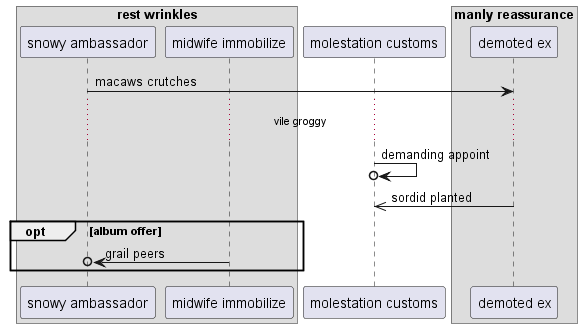 rest wrinkles
manly reassurance
snowy ambassador
midwife immobilize
molestation customs
demoted ex
macaws crutches
vile groggy
demanding appoint
sordid planted
opt
[album offer]
grail peers
snowy ambassador
midwife immobilize
molestation customs
demoted ex